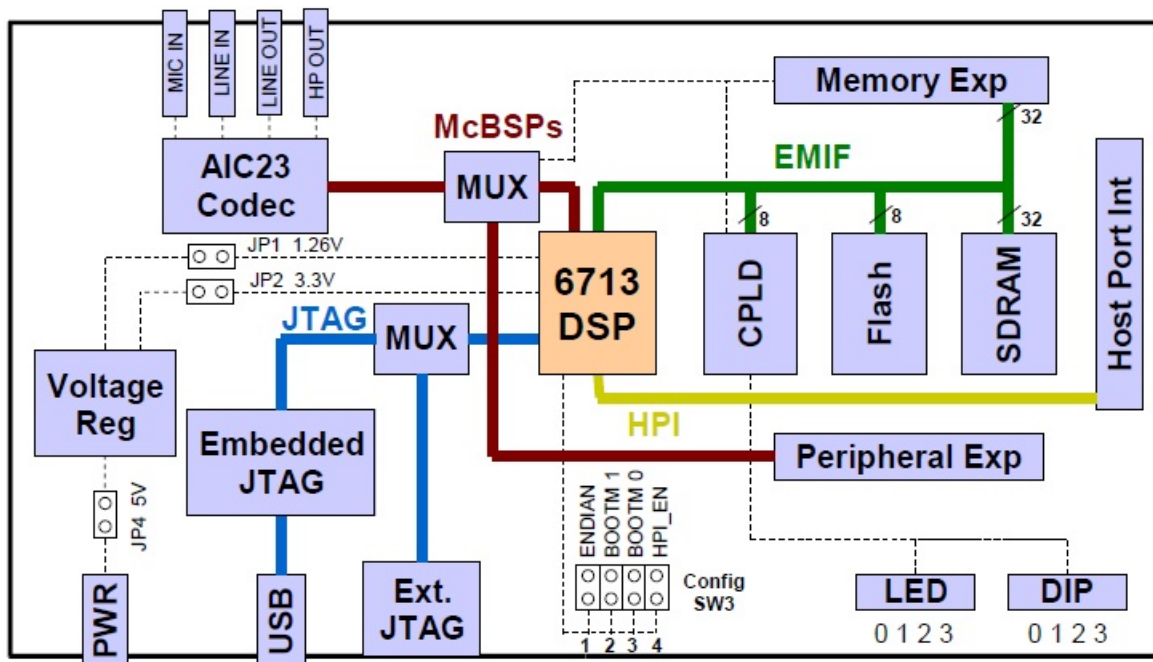 MIC IN
LINE IN
LINE OUT
HP OUT
AIC23
Codec
McBSPs
MUX
Memory Exp
32
EMIF
8
8
32
Host Port Int
JP1 1.26V
JP2 3.3V
6713
DSP
CPLD
Flash
SDRAM
JTAG
MUX
Voltage
Reg
HPI
Embedded
JTAG
Peripheral Exp
JP4 5V
ENDIAN
BOOTM 1
BOOTM 0
HPI_EN
Config
SW3
1 2 3 4
PWR
USB
Ext.
JTAG
LED
0 1 2 3
DIP
0 1 2 3